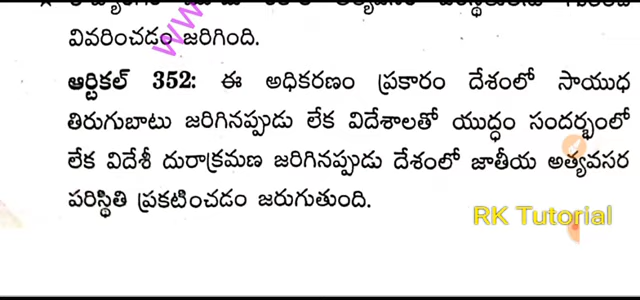 వివరించడం జరిగింది.
ఆర్టికల్ 352: ఈ అధికరణం ప్రకారం దేశంలో సాయుధ
తిరుగుబాటు జరిగినప్పుడు లేక విదేశాలతో యుద్ధం సందర్భంలో
లేక విదేశీ దురాక్రమణ జరిగినప్పుడు దేశంలో జాతీయ అత్యవసర
పరిస్థితి ప్రకటించడం జరుగుతుంది.
RK Tutorial